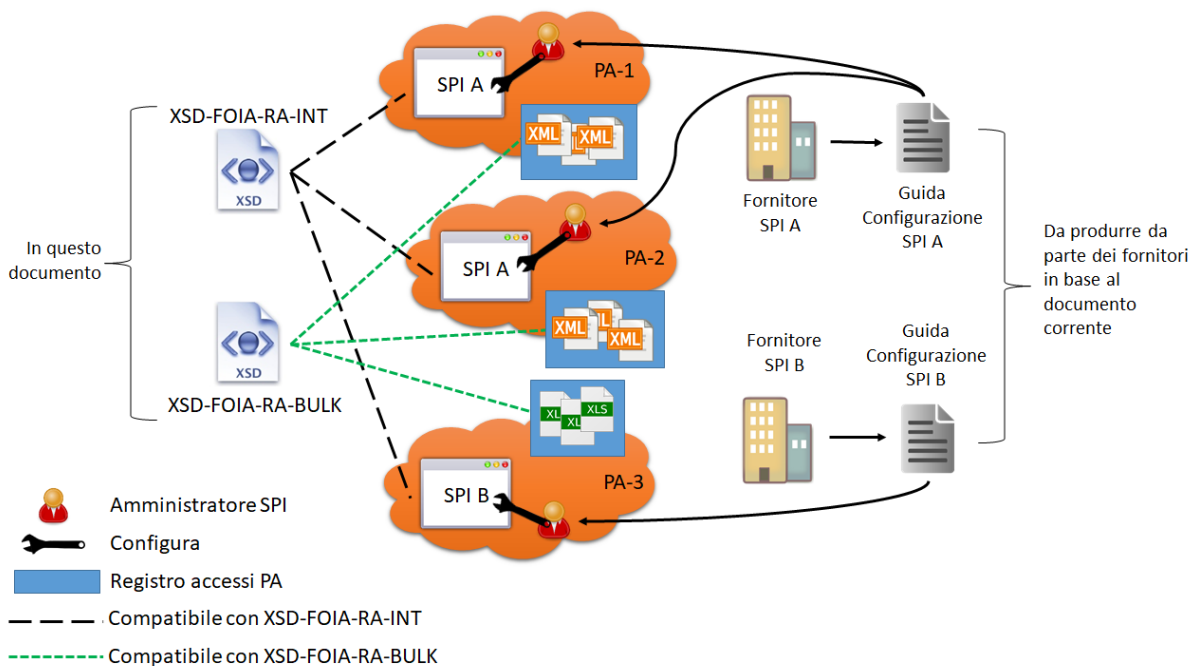 XSD-FOIA-RA-INT
XSD
In questo
documento
XSD
XSD-FOIA-RA-BULK
SPI A
PA-1
XML
XML
SPI A
PA-2
XML
XML
XLS
SPI B
PA-3
Fornitore
SPI A
Guida
Configurazione
SPI A
Fornitore
SPI B
Guida
Configurazione
SPI B
Da produrre da
parte dei fornitori
in base al
documento
corrente
Amministratore SPI
Configura
Registro accessi PA
Compatibile con XSD-FOIA-RA-INT
Compatibile con XSD-FOIA-RA-BULK